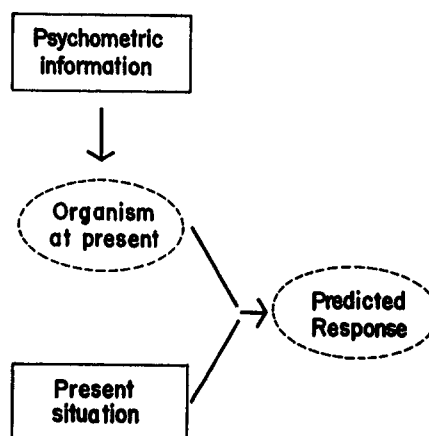 Psychometric
information
Organism
at present
Predicted
Response
Present
situation